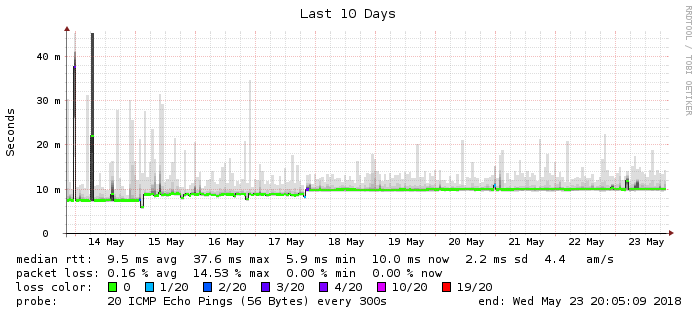 Last 10 Days
RRDTOOL / TOBI OETIKER
Seconds
40 m
30 m
20 m
10 m
0
14 May 15 May 16 May 17 May 18 May 19 May 20 May 21 May 22 May 23 May
median rtt: 9.5 ms avg 37.6 ms max 5.9 ms min 10.0 ms now 2.2 ms sd 4.4 am/s
packet loss: 0.16 % avg 14.53 % max 0.00 % min 0.00 % now
loss color: 0 1/20 2/20 3/20 4/20 10/20 19/20
probe: 20 ICMP Echo Pings (56 Bytes) every 300s end: Wed May 23 20:05:09 2018